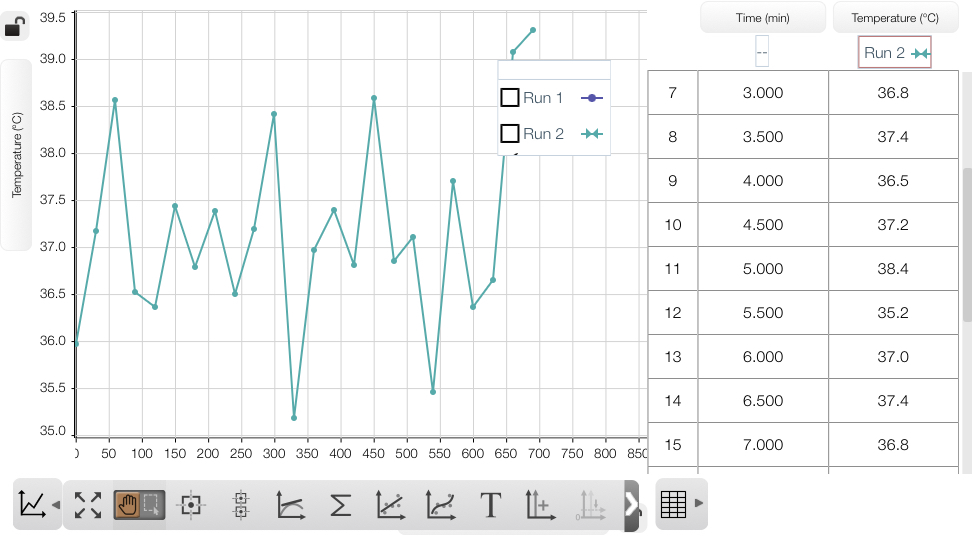 Time (min) Temperature (°C)
-- Run 2
39.5
39.0
38.5
38.0
37.5
37.0
36.5
36.0
35.5
35.0
Temperature (°C)
Run 1
Run 2
0 50 100 150 200 250 300 350 400 450 500 550 600 650 700 750 800 850
7 3.000 36.8
8 3.500 37.4
9 4.000 36.5
10 4.500 37.2
11 5.000 38.4
12 5.500 35.2
13 6.000 37.0
14 6.500 37.4
15 7.000 36.8
Σ T 0